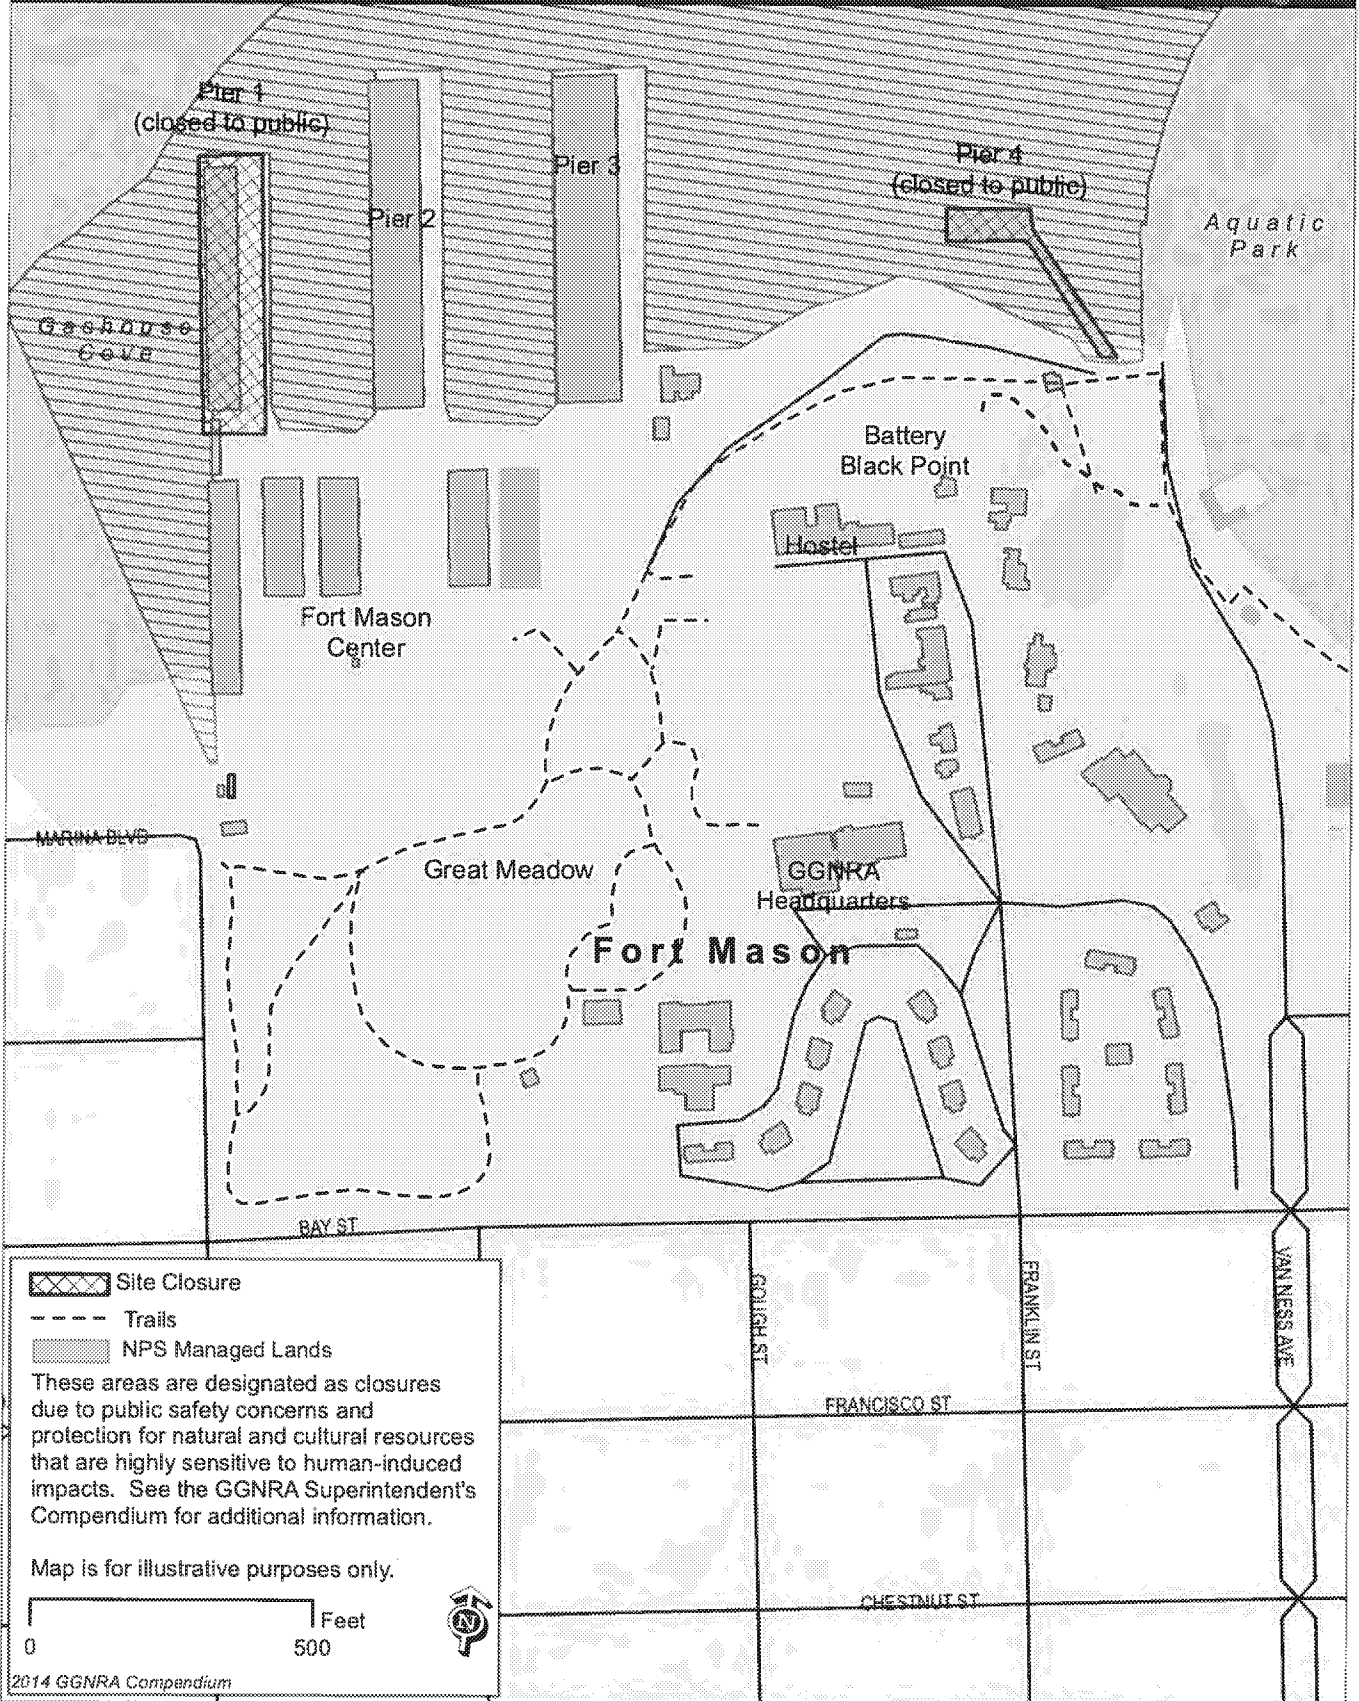 Pier 1
(closed to public)
Pier 2
Pier 3
Pier 4
(closed to public)
Aquatic
Park
Gashouse
Cove
Battery
Black Point
Hostel
Fort Mason
Center
MARINA BLVD
Great Meadow
GGNRA
Headquarters
Fort Mason
BAY ST
GOUGH ST
FRANKLIN ST
VAN NESS AVE
FRANCISCO ST
CHESTNUT ST
Site Closure
Trails
NPS Managed Lands
These areas are designated as closures
due to public safety concerns and
protection for natural and cultural resources
that are highly sensitive to human-induced
impacts. See the GGNRA Superintendent's
Compendium for additional information.
Map is for illustrative purposes only.
Feet
0 500
N
2014 GGNRA Compendium